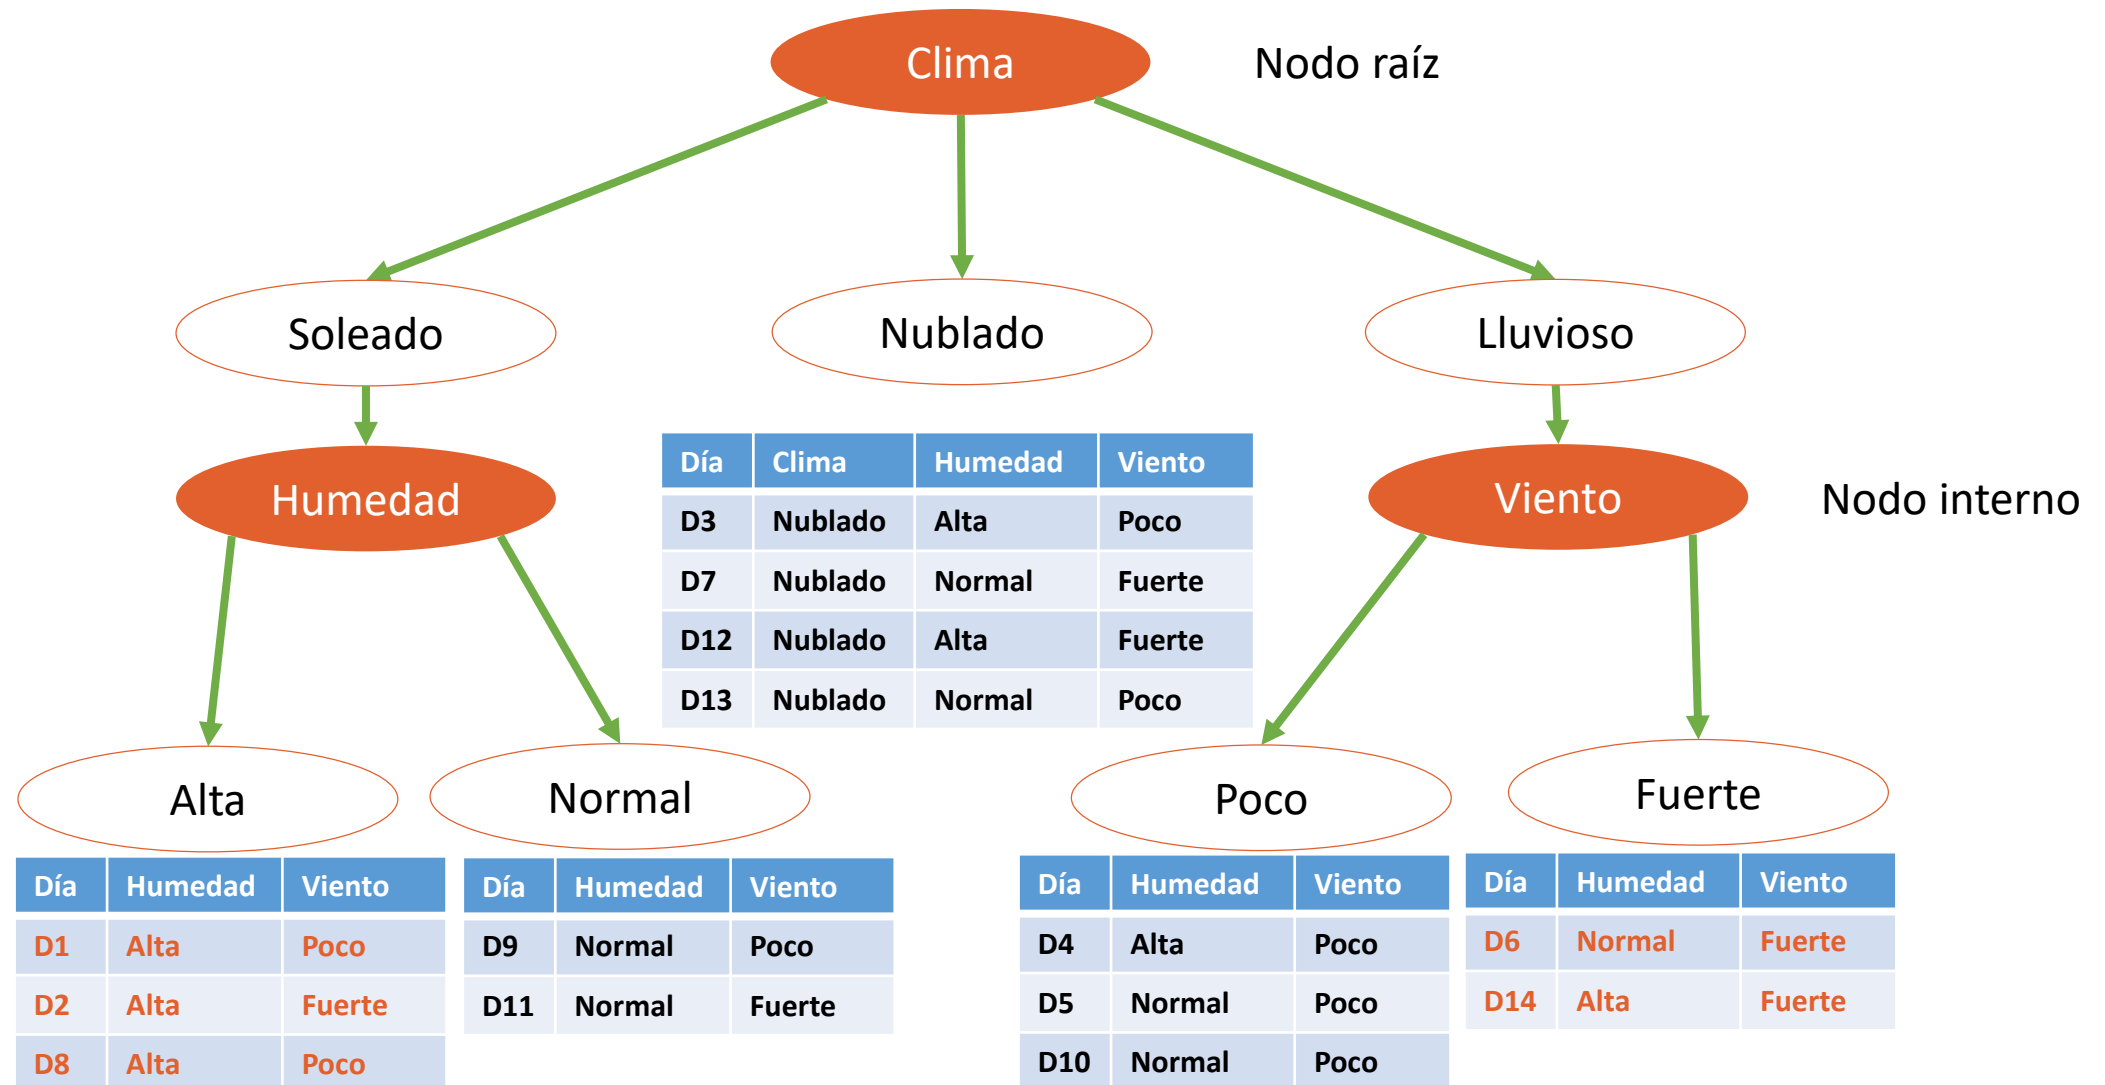 Clima
Nodo raíz
Soleado
Nublado
Lluvioso
Humedad
Viento
Nodo interno
Día Clima Humedad Viento
D3 Nublado Alta Poco
D7 Nublado Normal Fuerte
D12 Nublado Alta Fuerte
D13 Nublado Normal Poco
Alta
Normal
Poco
Fuerte
Día Humedad Viento
D1 Alta Poco
D2 Alta Fuerte
D8 Alta Poco
Día Humedad Viento
D9 Normal Poco
D11 Normal Fuerte
Día Humedad Viento
D4 Alta Poco
D5 Normal Poco
D10 Normal Poco
Día Humedad Viento
D6 Normal Fuerte
D14 Alta Fuerte